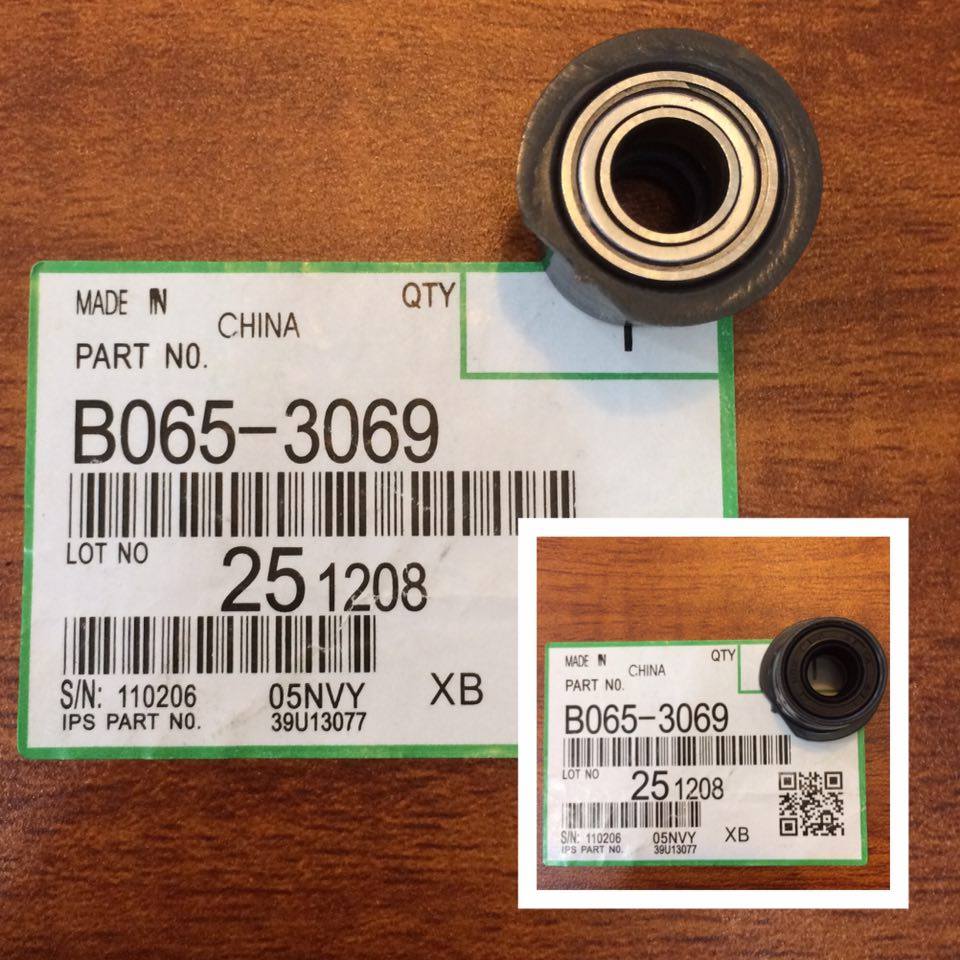 MADE IN QTY
CHINA
PART NO. 1
B065-3069
LOT NO 25 1208
S/N: 110206 05NVY XB
IPS PART NO. 39U13077
MADE IN QTY
CHINA
PART NO.
B065-3069
LOT NO
25 1208
S/N: 110206 05NVY XB
IPS PART NO. 39U13077